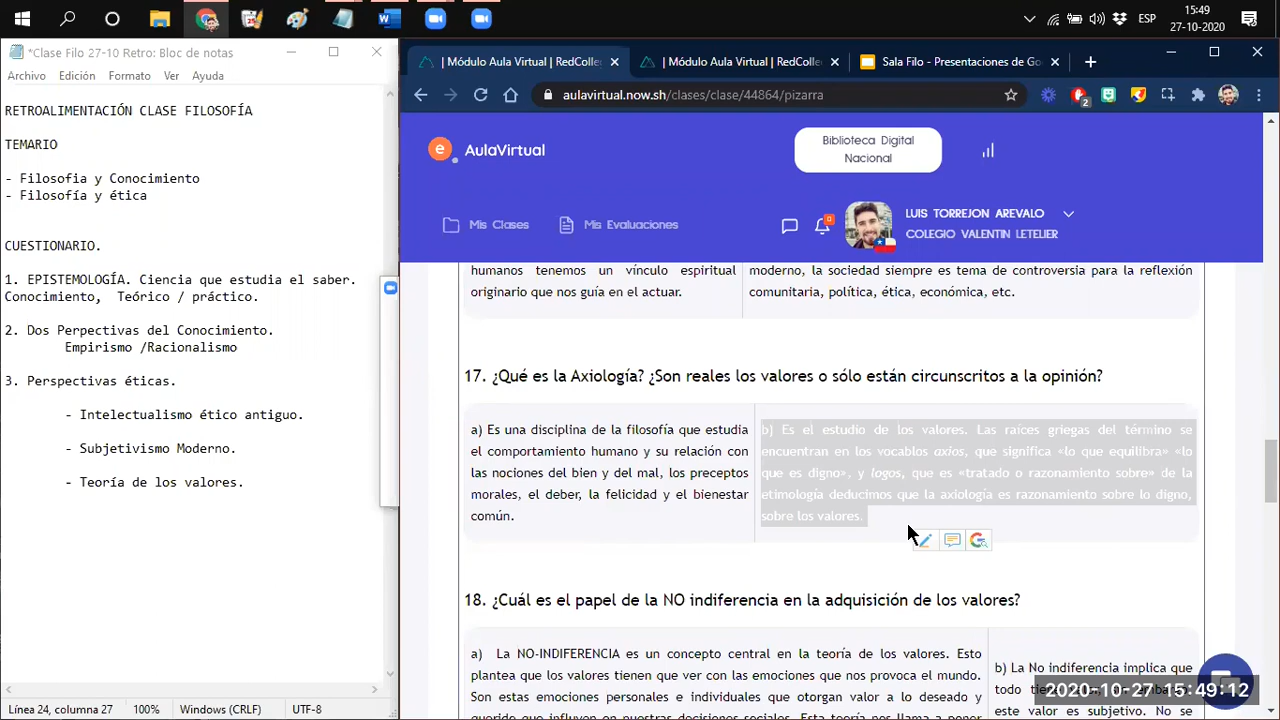 15:49
SP
27-10-2020
*Clase Filo 27-10 Retro: Bloc de notas
Archivo Edición Formato Ver Ayuda
RETROALIMENTACIÓN CLASE FILOSOFÍA
TEMARIO
- Filosofia y Conocimiento
- Filosofía y ética
CUESTIONARIO.
1. EPISTEMOLOGÍA. Ciencia que estudia el saber.
Conocimiento, Teórico / práctico.
2. Dos Perpectivas del Conocimiento.
Empirismo /Racionalismo
3. Perspectivas éticas.
- Intelectualismo ético antiguo.
- Subjetivismo Moderno.
- Teoría de los valores.
Línea 24, columna 27 100% Windows (CRLF) UTF-8
| Módulo Aula Virtual | RedColle
| Módulo Aula Virtual | RedColle
Sala Filo - Presentaciones de Go
aulavirtual.now.sh/clases/clase/44864/pizarra
2
e AulaVirtual
Biblioteca Digital
Nacional
Mis Clases
Mis Evaluaciones
0
LUIS TORREJON AREVALO
COLEGIO VALENTIN LETELIER
humanos tenemos un vínculo espiritual
originario que nos guía en el actuar.
moderno, la sociedad siempre es tema de controversia para la reflexión
comunitaria, política, ética, económica, etc.
17. ¿Qué es la Axiología? ¿Son reales los valores o sólo están circunscritos a la opinión?
a) Es una disciplina de la filosofía que estudia
el comportamiento humano y su relación con
las nociones del bien y del mal, los preceptos
morales, el deber, la felicidad y el bienestar
común.
b) Es el estudio de los valores. Las raíces griegas del término se
encuentran en los vocablos axios, que significa «lo que equilibra» «lo
que es digno», y logos, que es «tratado o razonamiento sobre» de la
etimología deducimos que la axiología es razonamiento sobre lo digno,
sobre los valores.
18. ¿Cuál es el papel de la NO indiferencia en la adquisición de los valores?
a) La NO-INDIFERENCIA es un concepto central en la teoría de los valores. Esto
plantea que los valores tienen que ver con las emociones que nos provoca el mundo.
Son estas emociones personales e individuales que otorgan valor a lo deseado y
querido que influyen en nuestras decisiones sociales. Esta teoría nos llama a poner
b) La No indiferencia implica que
todo
este valor es subjetivo. No se
2020-10-27 15:49:12